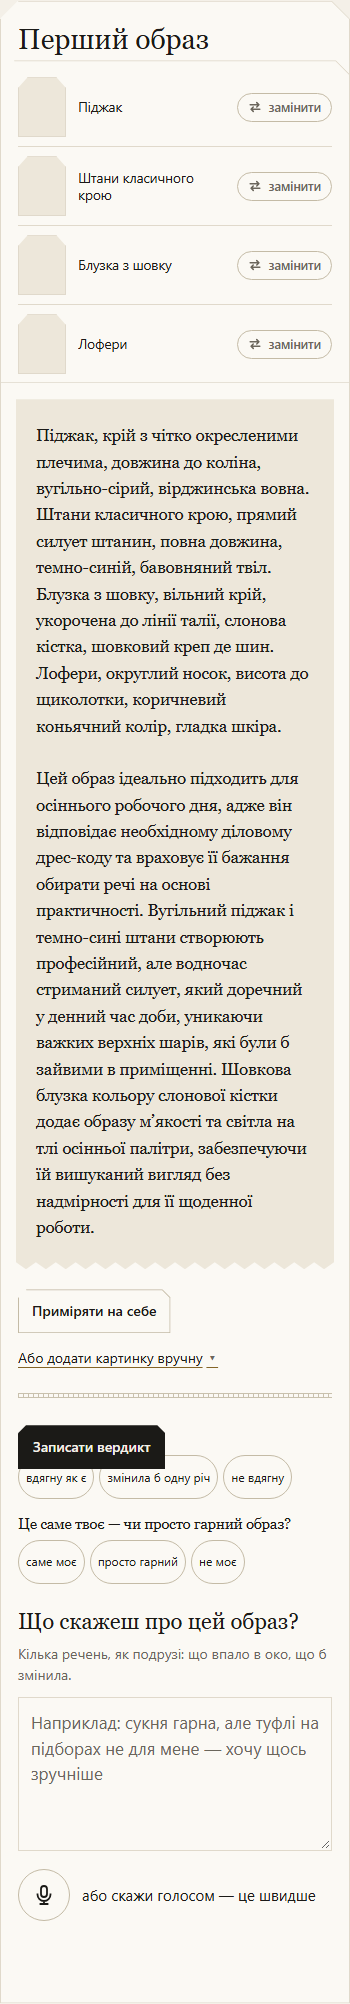 Перший образ
Піджак
замінити
Штани класичного
крою
замінити
Блузка з шовку
замінити
Лофери
замінити
Піджак, крій з чітко окресленими
плечима, довжина до коліна,
вугільно-сірий, вірджинська вовна.
Штани класичного крою, прямий
силует штанин, повна довжина,
темно-синій, бавовняний твіл.
Блузка з шовку, вільний крій,
укорочена до лінії талії, слонова
кістка, шовковий креп де шин.
Лофери, округлий носок, висота до
щиколотки, коричневий
коньячний колір, гладка шкіра.
Цей образ ідеально підходить для
осіннього робочого дня, адже він
відповідає необхідному діловому
дрес-коду та враховує її бажання
обирати речі на основі
практичності. Вугільний піджак і
темно-сині штани створюють
професійний, але водночас
стриманий силует, який доречний
у денний час доби, уникаючи
важких верхніх шарів, які були б
зайвими в приміщенні. Шовкова
блузка кольору слонової кістки
додає образу м’якості та світла на
тлі осінньої палітри, забезпечуючи
їй вишуканий вигляд без
надмірності для її щоденної
роботи.
Приміряти на себе
Або додати картинку вручну
Записати вердикт
вдягну як є
змінила б одну річ
не вдягну
Це саме твоє — чи просто гарний образ?
саме моє
просто гарний
не моє
Що скажеш про цей образ?
Кілька речень, як подрузі: що впало в око, що б
змінила.
Наприклад: сукня гарна, але туфлі на
підборах не для мене — хочу щось
зручніше
або скажи голосом — це швидше